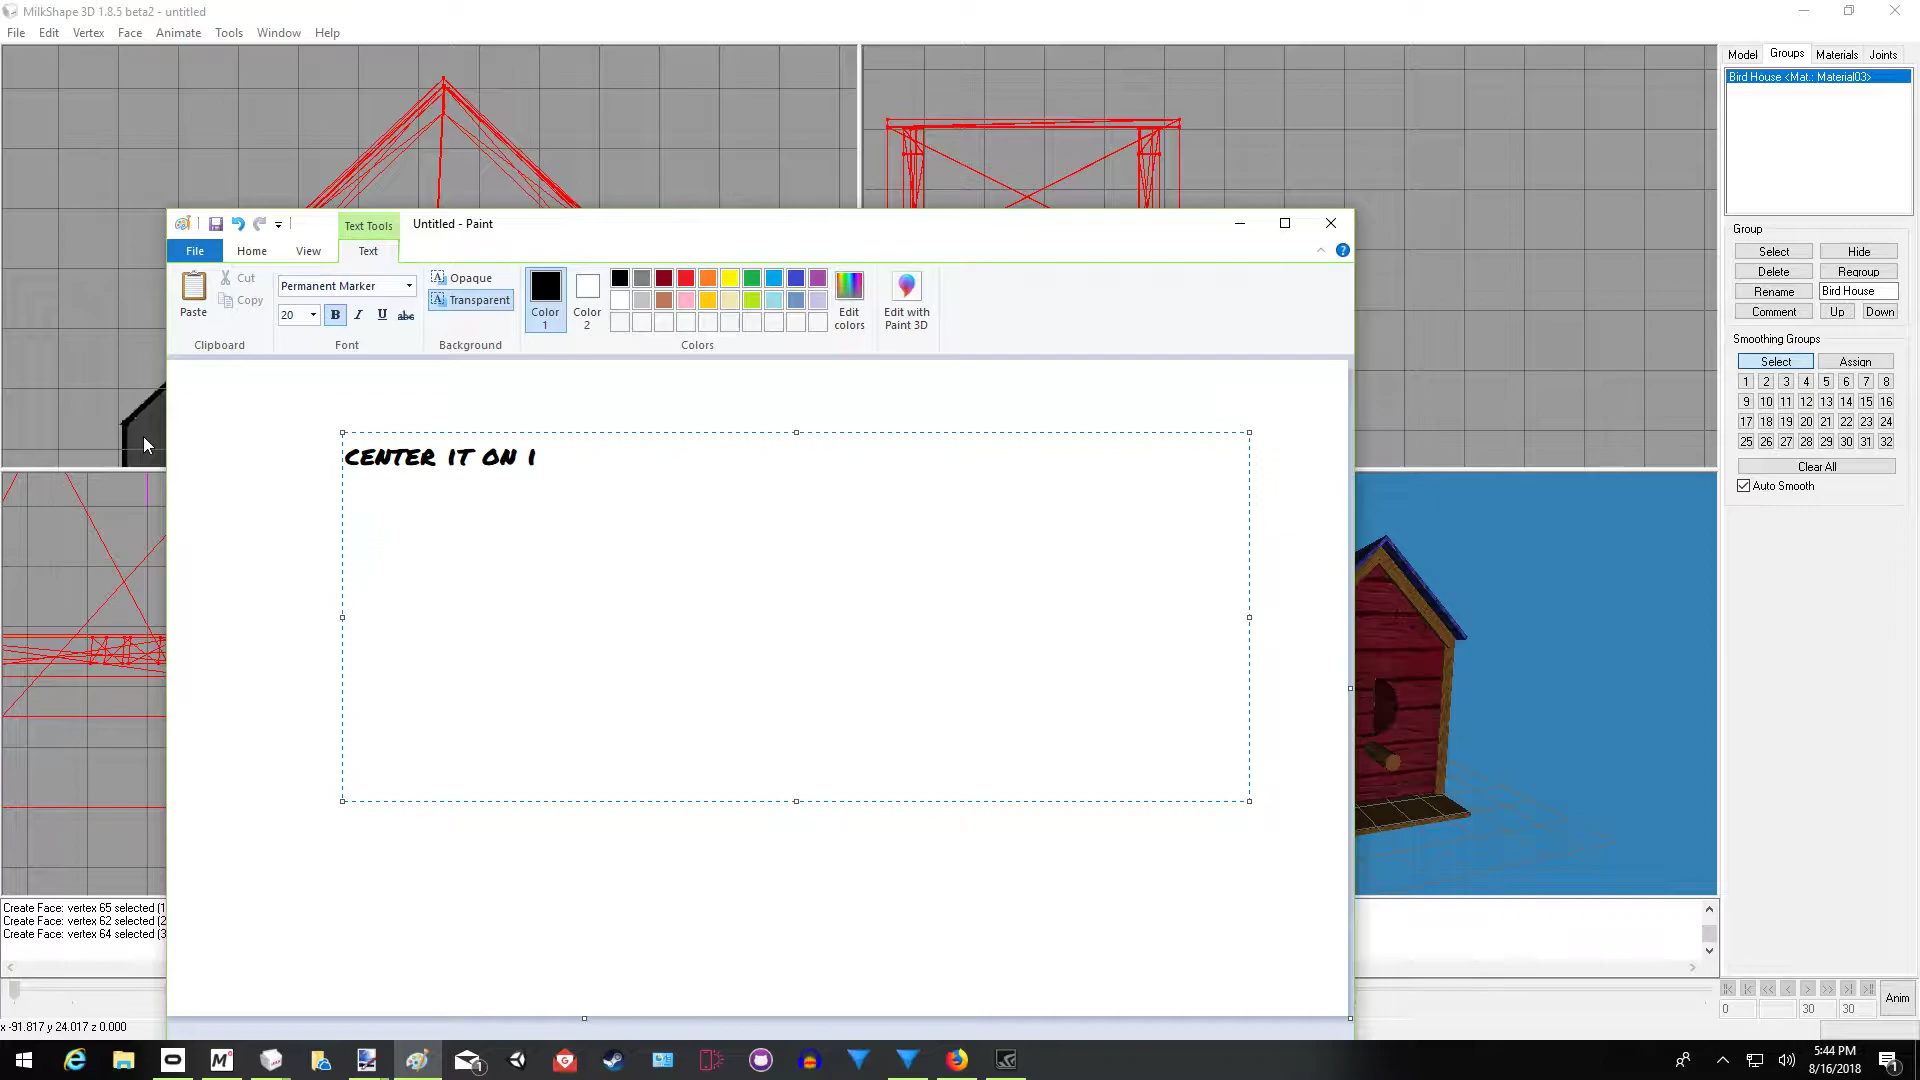 MilkShape 3D 1.8.5 beta2 - untitled
File Edit Vertex Face Animate Tools Window Help
Model Groups Materials Joints
Bird House <Mat.: Material03>
Group
Select Hide
Delete Regroup
Rename Bird House
Comment Up Down
Smoothing Groups
Select Assign
1 2 3 4 5 6 7 8
9 10 11 12 13 14 15 16
17 18 19 20 21 22 23 24
25 26 27 28 29 30 31 32
Clear All
Auto Smooth
Text Tools
Untitled - Paint
File Home View Text
Paste
Cut
Copy
Clipboard
Permanent Marker
20 B I U abc
Font
Opaque
Transparent
Background
Color
1
Color
2
Edit
colors
Colors
Edit with
Paint 3D
CENTER IT ON I
Create Face: vertex 65 selected (1
Create Face: vertex 62 selected (2
Create Face: vertex 64 selected (3
Anim
0 30 30
x -91.817 y 24.017 z 0.000
5:44 PM
8/16/2018